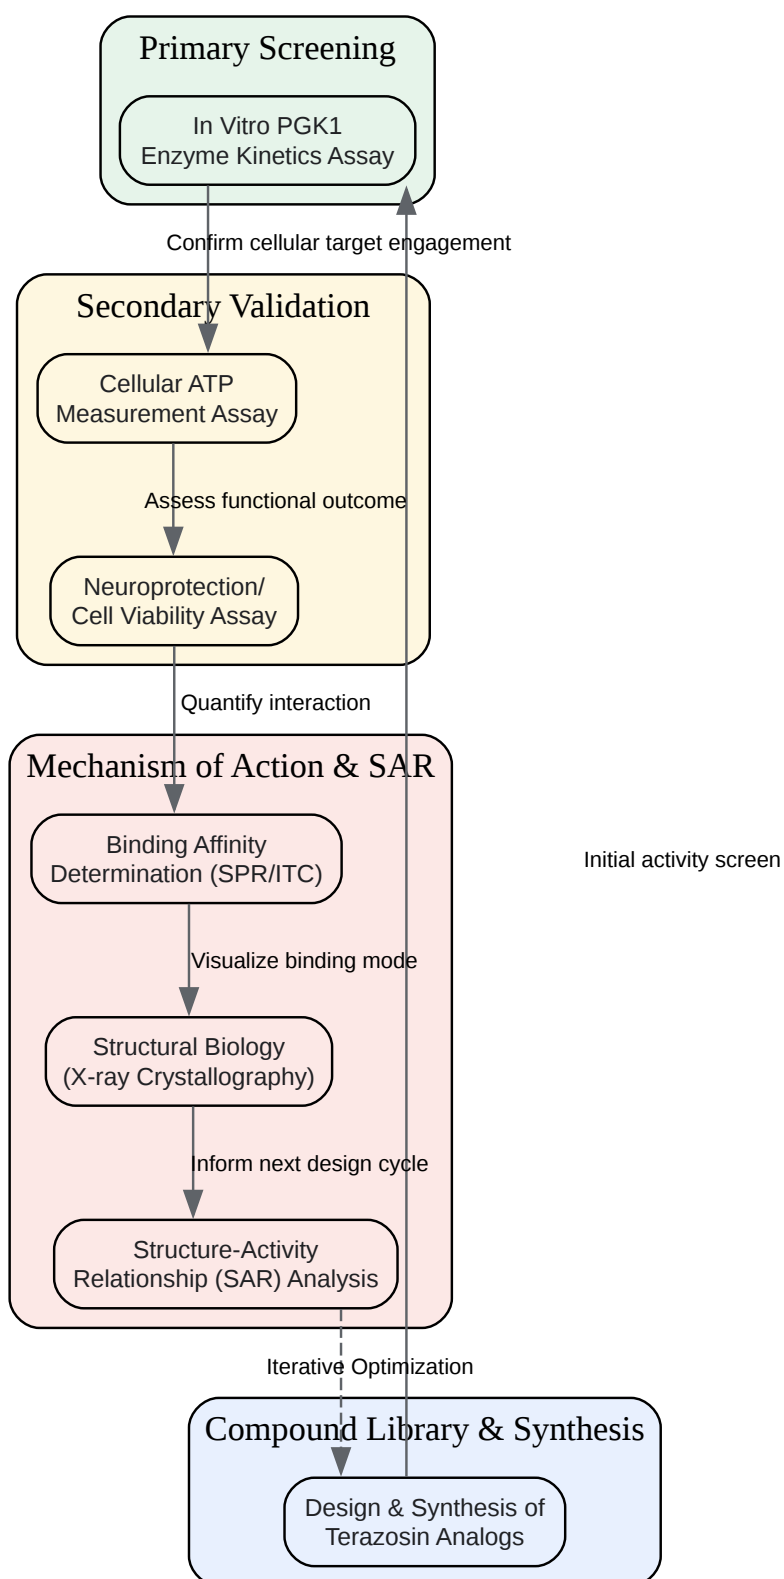 Primary Screening
In Vitro PGK1
Enzyme Kinetics Assay
Confirm cellular target engagement
Secondary Validation
Cellular ATP
Measurement Assay
Assess functional outcome
Neuroprotection/
Cell Viability Assay
Quantify interaction
Mechanism of Action & SAR
Binding Affinity
Determination (SPR/ITC)
Initial activity screen
Visualize binding mode
Structural Biology
(X-ray Crystallography)
Inform next design cycle
Structure-Activity
Relationship (SAR) Analysis
Iterative Optimization
Compound Library & Synthesis
Design & Synthesis of
Terazosin Analogs